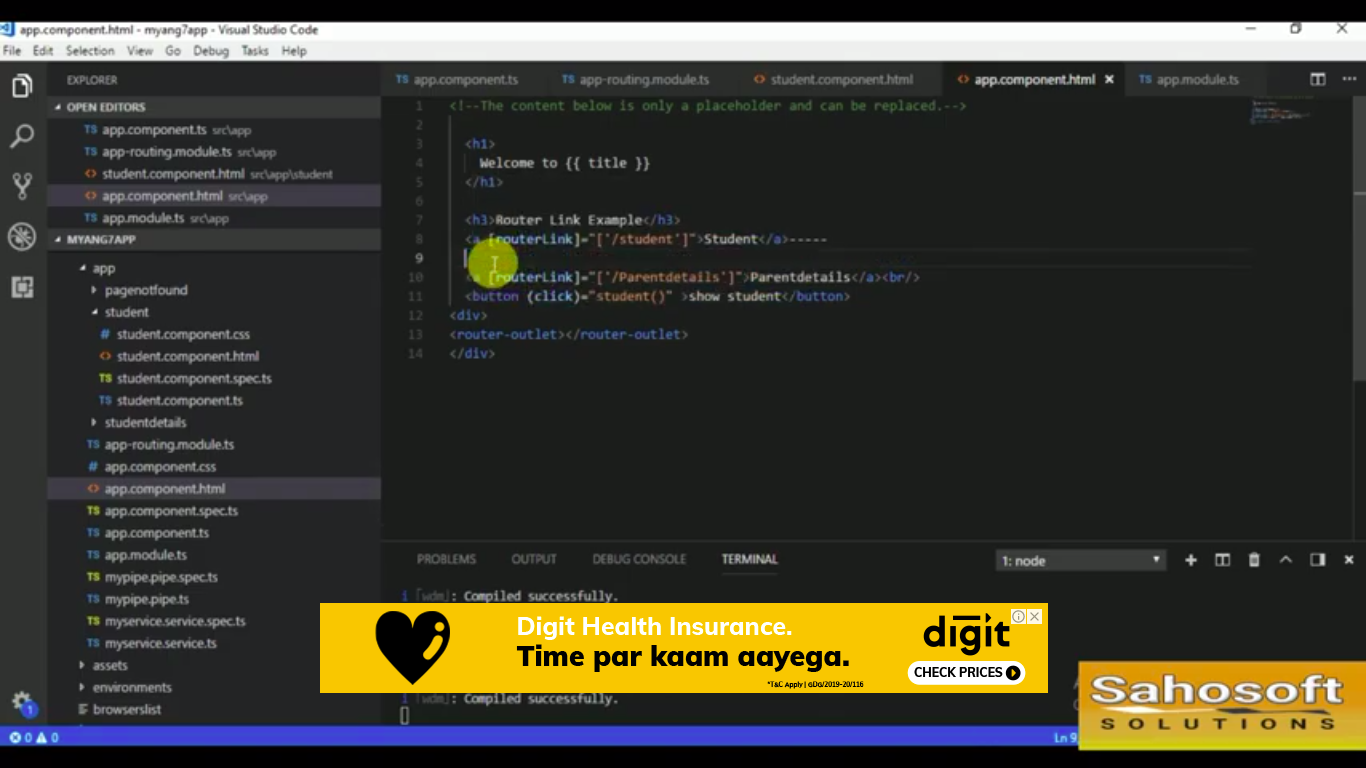 app.component.html - myang7app - Visual Studio Code
File Edit Selection View Go Debug Tasks Help
EXPLORER
OPEN EDITORS
TS app.component.ts src\app
TS app-routing.module.ts src\app
<> student.component.html src\app\student
<> app.component.html src\app
TS app.module.ts src\app
MYANG7APP
app
pagenotfound
student
# student.component.css
<> student.component.html
TS student.component.spec.ts
TS student.component.ts
studentdetails
TS app-routing.module.ts
# app.component.css
<> app.component.html
TS app.component.spec.ts
TS app.component.ts
TS app.module.ts
TS mypipe.pipe.spec.ts
TS mypipe.pipe.ts
TS myservice.service.spec.ts
TS myservice.service.ts
assets
environments
browserslist
1
0 0
TS app.component.ts TS app-routing.module.ts <> student.component.html <> app.component.html × TS app.module.ts
1 <!--The content below is only a placeholder and can be replaced.-->
2
3 <h1>
4 Welcome to {{ title }}
5 </h1>
6
7 <h3>Router Link Example</h3>
8 <a [routerLink]="['/student']">Student</a>-----
9
10 [routerLink]="['/Parentdetails']">Parentdetails</a><br/>
11 <button (click)="student()" >show student</button>
12 <div>
13 <router-outlet></router-outlet>
14 </div>
PROBLEMS OUTPUT DEBUG CONSOLE TERMINAL 1: node
i [wdm]: Compiled successfully.
Digit Health Insurance.
Time par kaam aayega.
*T&C Apply | GDG/2019-20/116
digit
CHECK PRICES
i [wdm]: Compiled successfully.
Ln 9,
Sahosoft
SOLUTIONS